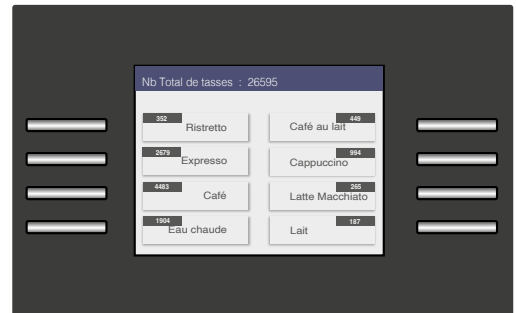 Nb Total de tasses : 26595
352
Ristretto
449
Café au lait
2679
Expresso
994
Cappuccino
4483
Café
265
Latte Macchiato
1904
Eau chaude
187
Lait